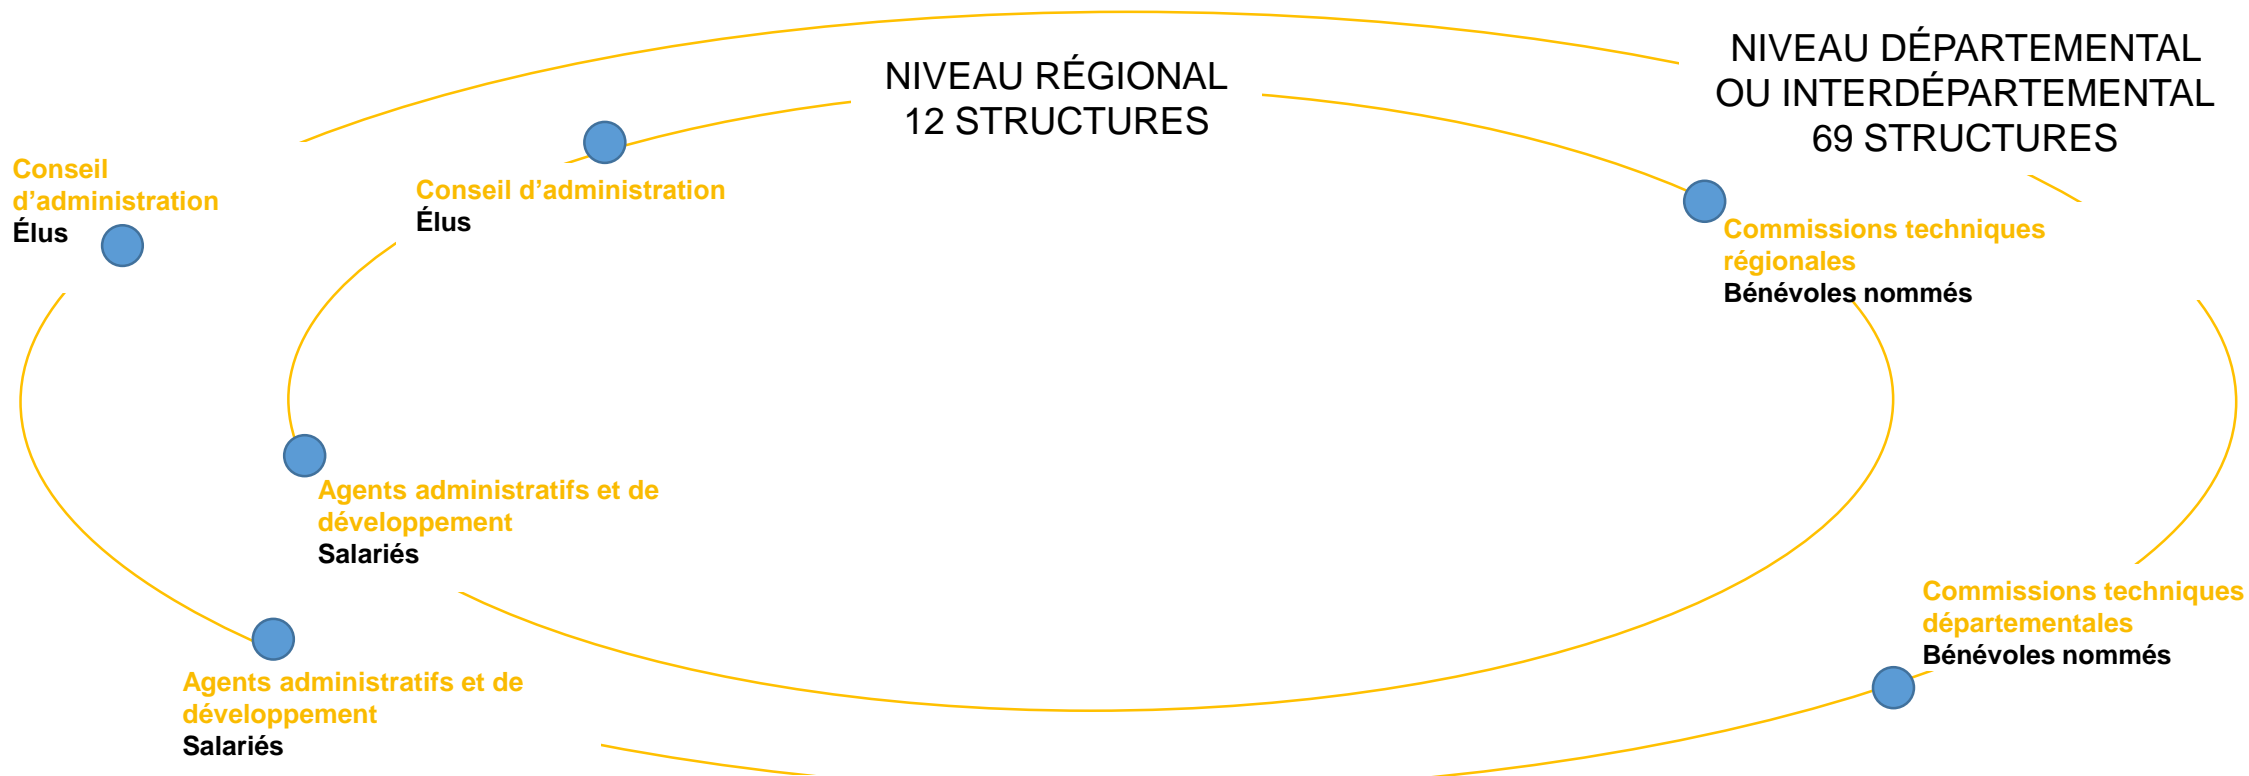 NIVEAU RÉGIONAL
12 STRUCTURES
NIVEAU DÉPARTEMENTAL
OU INTERDÉPARTEMENTAL
69 STRUCTURES
Conseil
d’administration
Élus
Conseil d’administration
Élus
Commissions techniques
régionales
Bénévoles nommés
Agents administratifs et de
développement
Salariés
Commissions techniques
départementales
Bénévoles nommés
Agents administratifs et de
développement
Salariés